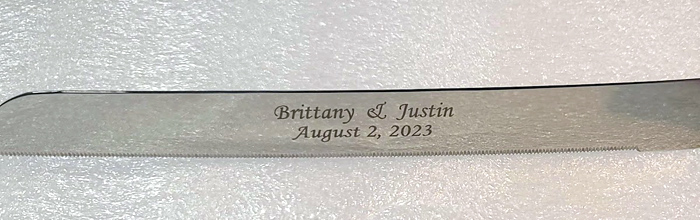 Brittany & Justin
August 2, 2023